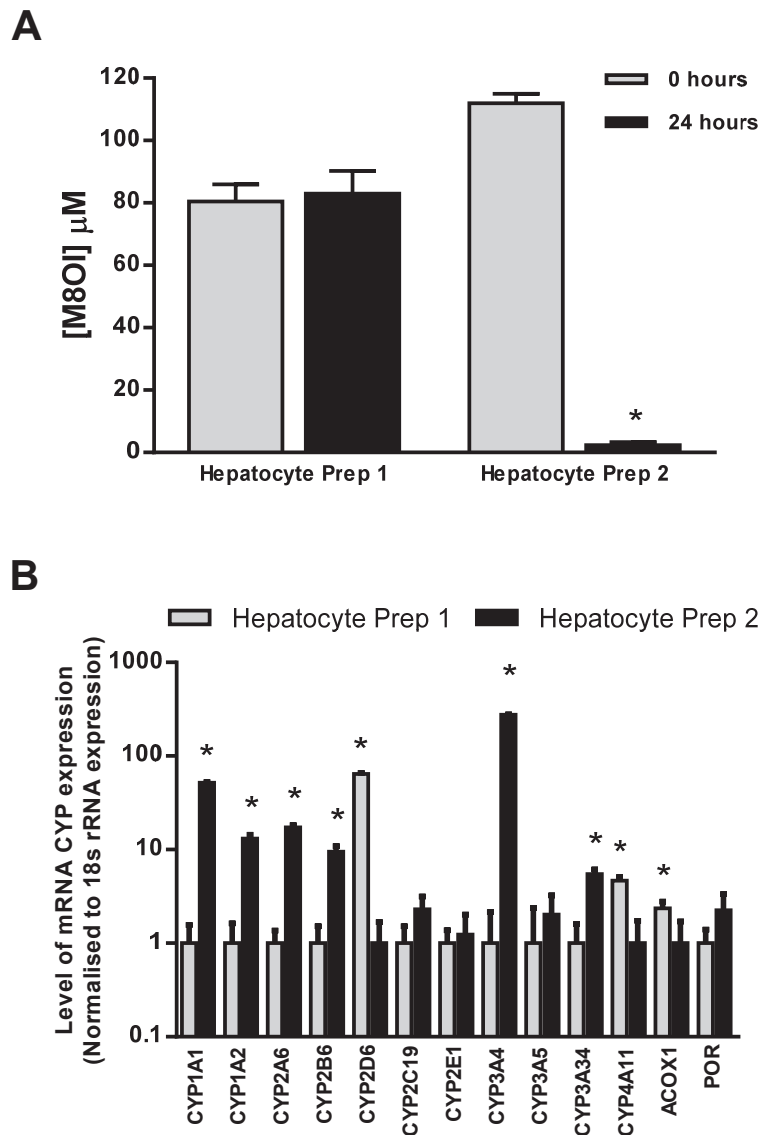 A
120
100
80
60
40
20
0
[M8OI] μM
0 hours
24 hours
*
Hepatocyte Prep 1
Hepatocyte Prep 2
B
Hepatocyte Prep 1
Hepatocyte Prep 2
Level of mRNA CYP expression
(Normalised to 18s rRNA expression)
1000
100
10
1
0.1
*
*
*
*
*
*
*
*
*
CYP1A1
CYP1A2
CYP2A6
CYP2B6
CYP2D6
CYP2C19
CYP2E1
CYP3A4
CYP3A5
CYP3A34
CYP4A11
ACOX1
POR